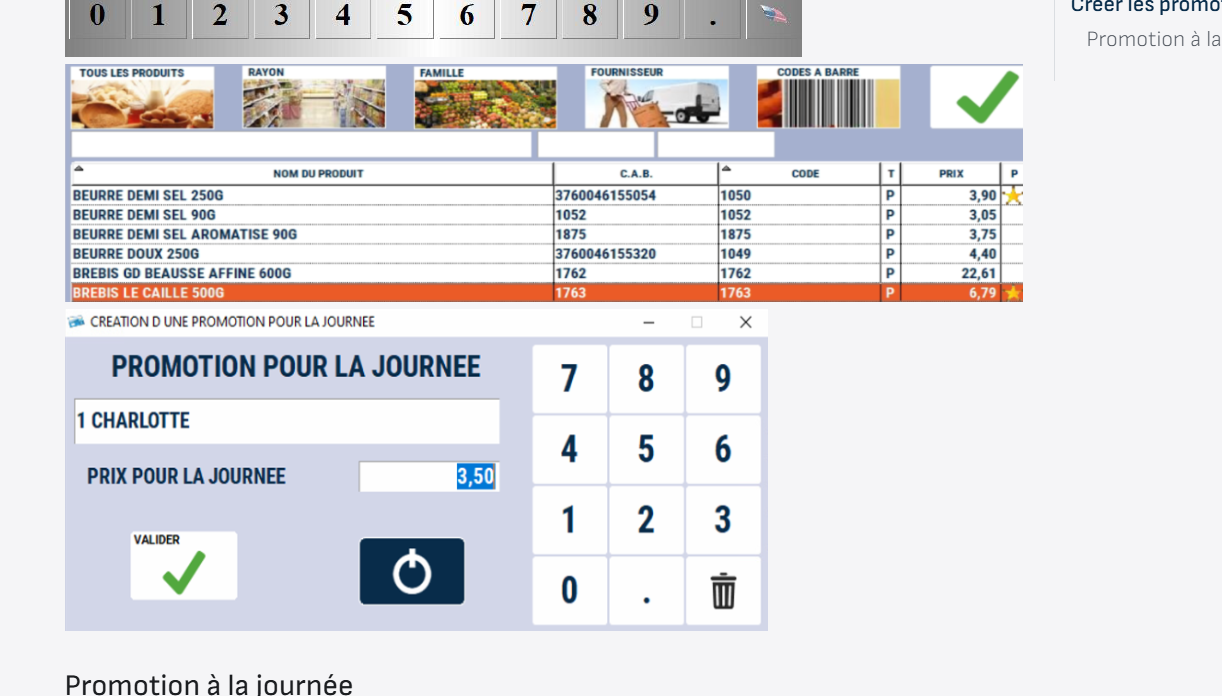 Créer les promo
0 1 2 3 4 5 6 7 8 9 .
Promotion à la
TOUS LES PRODUITS RAYON FAMILLE FOURNISSEUR CODES A BARRE
NOM DU PRODUIT C.A.B. CODE T PRIX P
BEURRE DEMI SEL 250G 3760046155054 1050 P 3,90
BEURRE DEMI SEL 90G 1052 1052 P 3,05
BEURRE DEMI SEL AROMATISE 90G 1875 1875 P 3,75
BEURRE DOUX 250G 3760046155320 1049 P 4,40
BREBIS GD BEAUSSE AFFINE 600G 1762 1762 P 22,61
BREBIS LE CAILLE 500G 1763 1763 P 6,79
CREATION D UNE PROMOTION POUR LA JOURNEE
PROMOTION POUR LA JOURNEE
7 8 9
1 CHARLOTTE
4 5 6
PRIX POUR LA JOURNEE 3,50
1 2 3
VALIDER
0 .
Promotion à la journée